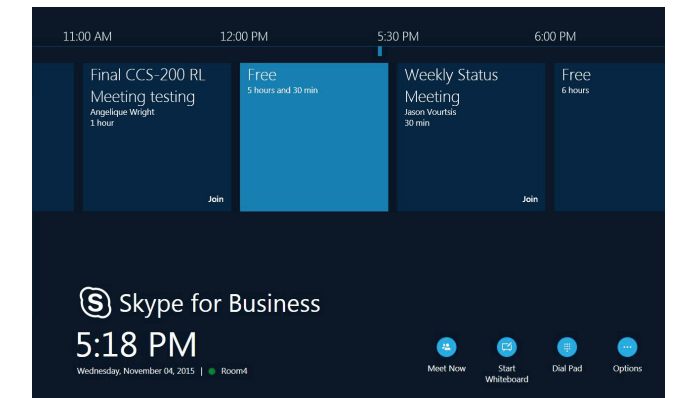 11:00 AM 12:00 PM 5:30 PM 6:00 PM
Final CCS-200 RL
Meeting testing
Angelique Wright
1 hour
Join
Free
5 hours and 30 min
Weekly Status
Meeting
Jason Vourtsis
30 min
Join
Free
6 hours
S Skype for Business
5:18 PM
Wednesday, November 04, 2015 | Room4
Meet Now
Start
Whiteboard
Dial Pad
Options